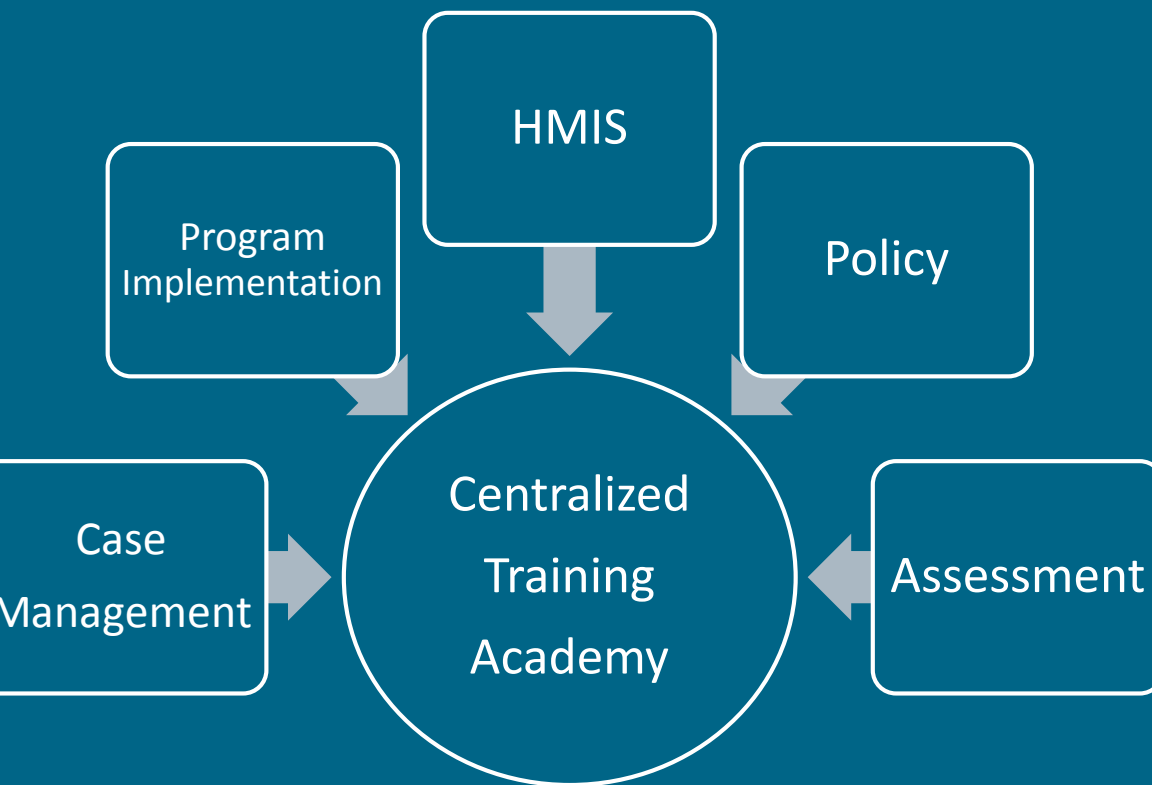 HMIS
Program
Implementation
Policy
Case
Management
Centralized
Training
Academy
Assessment